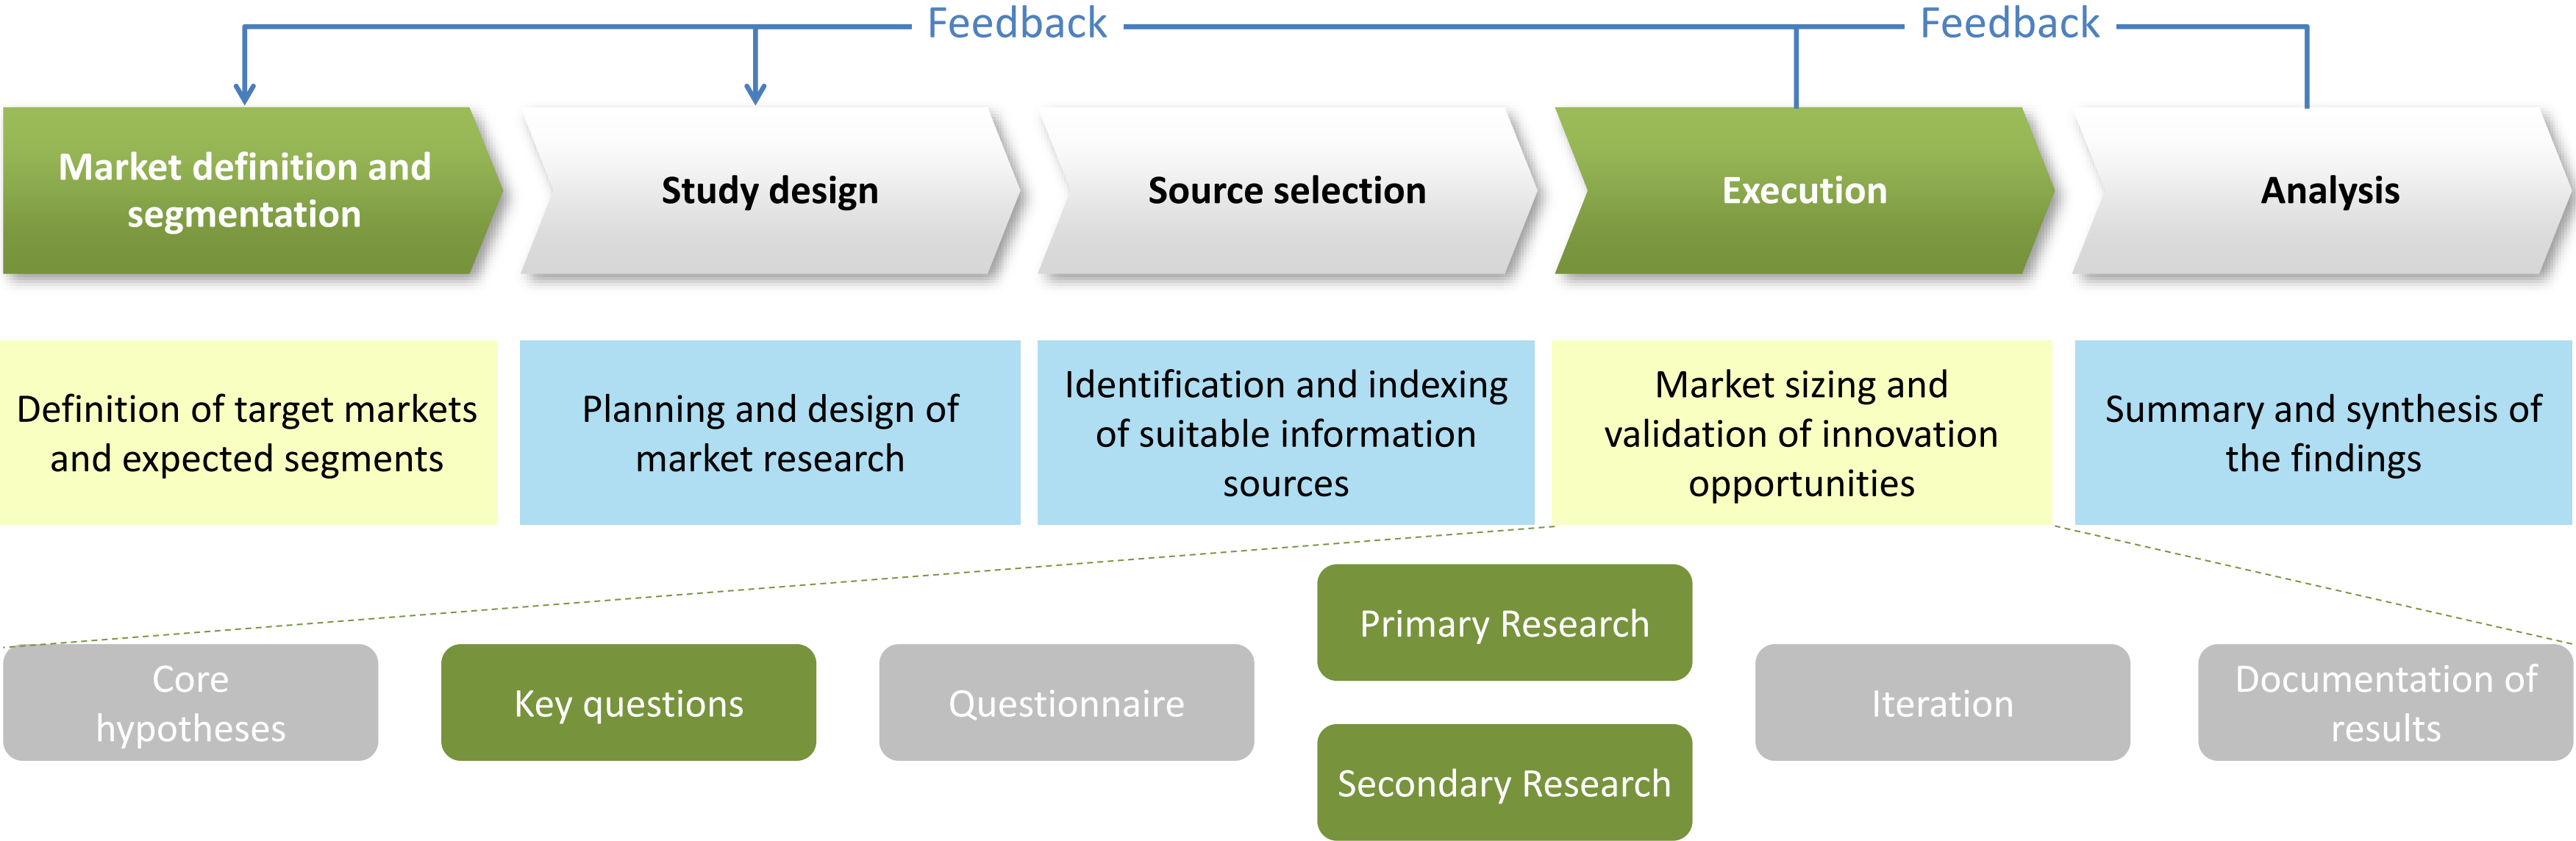 Feedback
Feedback
Market definition and
segmentation
Study design
Source selection
Execution
Analysis
Definition of target markets
and expected segments
Planning and design of
market research
Identification and indexing
of suitable information
sources
Market sizing and
validation of innovation
opportunities
Summary and synthesis of
the findings
Core
hypotheses
Key questions
Questionnaire
Primary Research
Secondary Research
Iteration
Documentation of
results